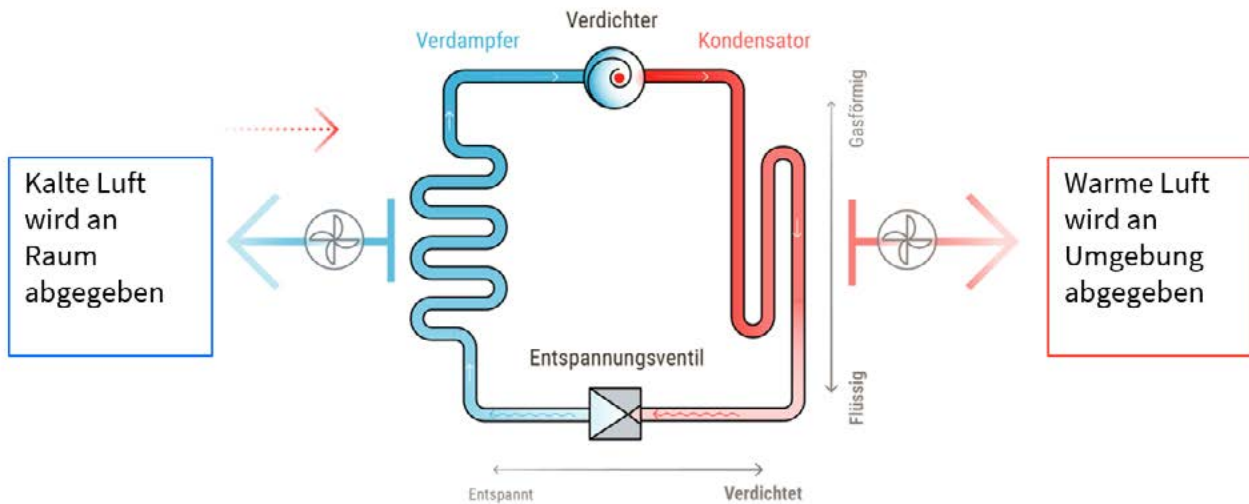 Verdichter
Verdampfer
Kondensator
Gasförmig
Kalte Luft
wird an
Raum
abgegeben
Warme Luft
wird an
Umgebung
abgegeben
Entspannungsventil
Flüssig
Entspannt
Verdichtet